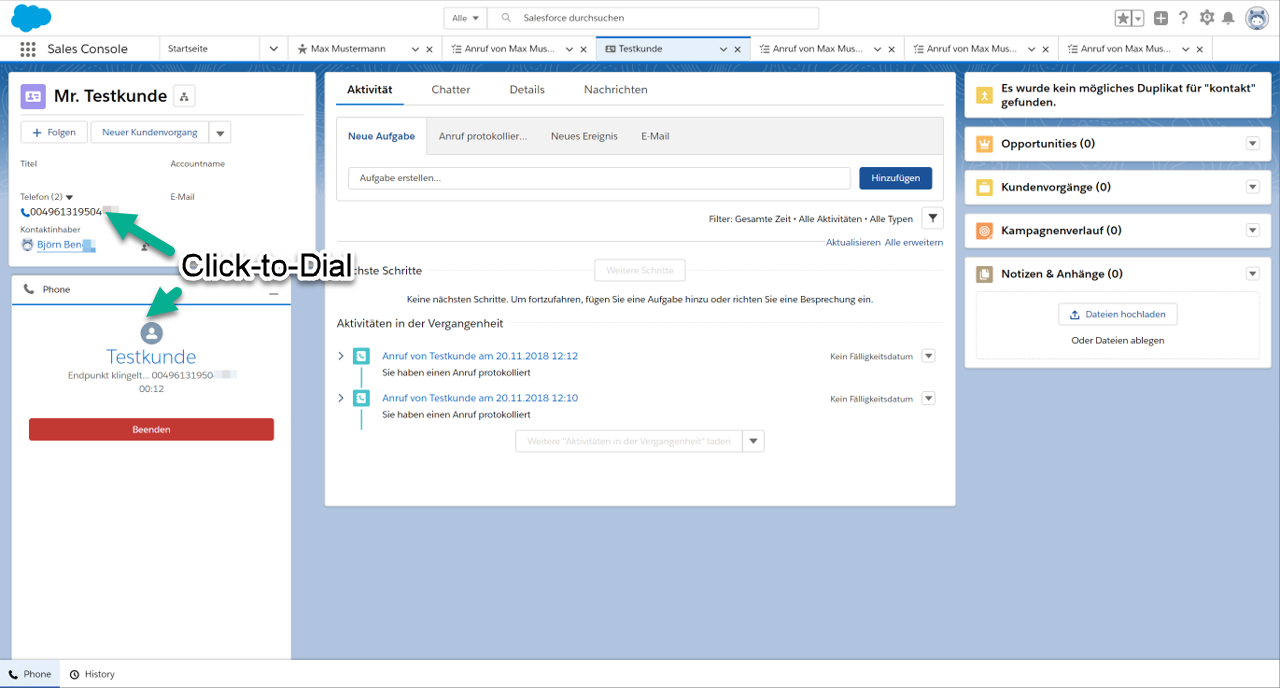 Alle
Salesforce durchsuchen
Sales Console
Startseite
Max Mustermann
Anruf von Max Mus...
Testkunde
Anruf von Max Mus...
Anruf von Max Mus...
Anruf von Max Mus...
Mr. Testkunde
Folgen
Neuer Kundenvorgang
Titel
Accountname
Telefon (2)
E-Mail
004961319504
Kontaktinhaber
Björn Ben
Click-to-Dial
Phone
Testkunde
Endpunkt klingelt... 00496131950
00:12
Beenden
Phone
History
Aktivität
Chatter
Details
Nachrichten
Neue Aufgabe
Anruf protokollier...
Neues Ereignis
E-Mail
Aufgabe erstellen...
Hinzufügen
Filter: Gesamte Zeit • Alle Aktivitäten • Alle Typen
Aktualisieren Alle erweitern
chste Schritte
Weitere Schritte
Keine nächsten Schritte. Um fortzufahren, fügen Sie eine Aufgabe hinzu oder richten Sie eine Besprechung ein.
Aktivitäten in der Vergangenheit
Anruf von Testkunde am 20.11.2018 12:12
Kein Fälligkeitsdatum
Sie haben einen Anruf protokolliert
Anruf von Testkunde am 20.11.2018 12:10
Kein Fälligkeitsdatum
Sie haben einen Anruf protokolliert
Weitere "Aktivitäten in der Vergangenheit" laden
Es wurde kein mögliches Duplikat für "kontakt"
gefunden.
Opportunities (0)
Kundenvorgänge (0)
Kampagnenverlauf (0)
Notizen & Anhänge (0)
Dateien hochladen
Oder Dateien ablegen